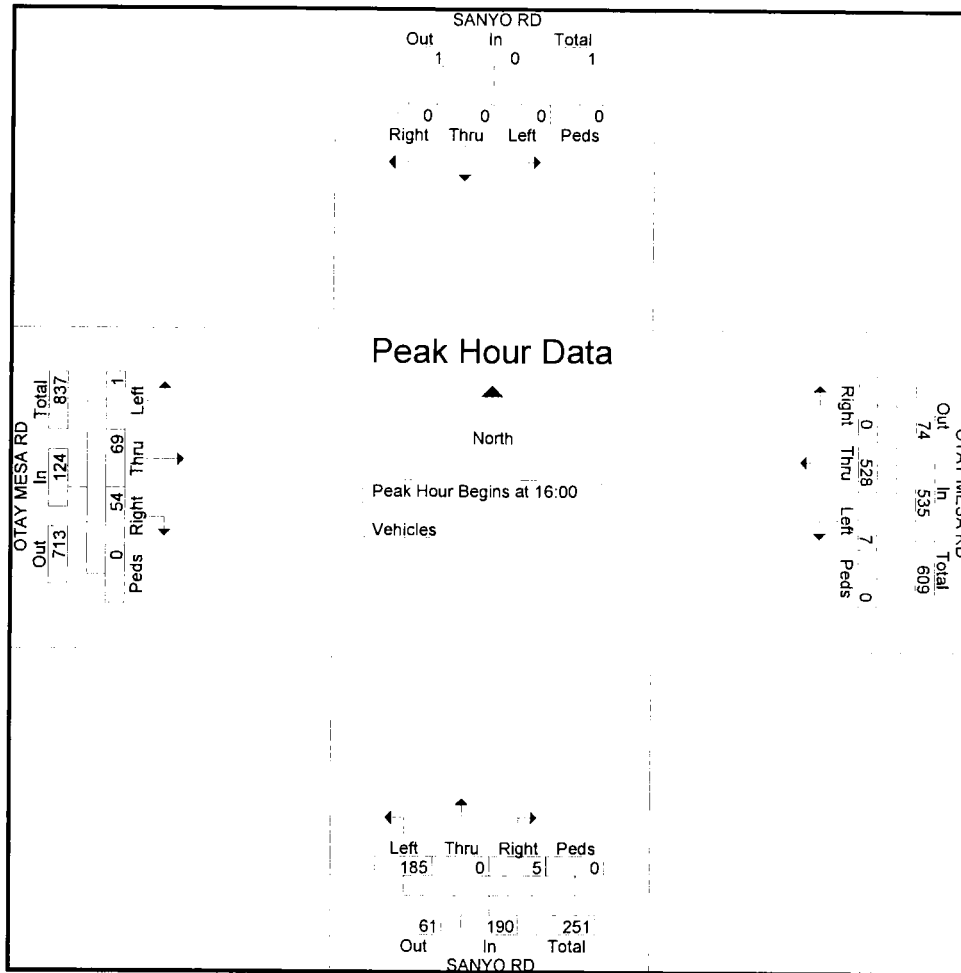 SANYO RD
Out In Total
1 0 1
0 0 0 0
Right Thru Left Peds
Peak Hour Data
North
Peak Hour Begins at 16:00
Vehicles
OTAY MESA RD
Out In Total
713 124 837
0 54 69 1
Peds Right Thru Left
OTAY MESA RD
Out In Total
74 535 609
0 528 7 0
Right Thru Left Peds
Left Thru Right Peds
185 0 5 0
61 190 251
Out In Total
SANYO RD